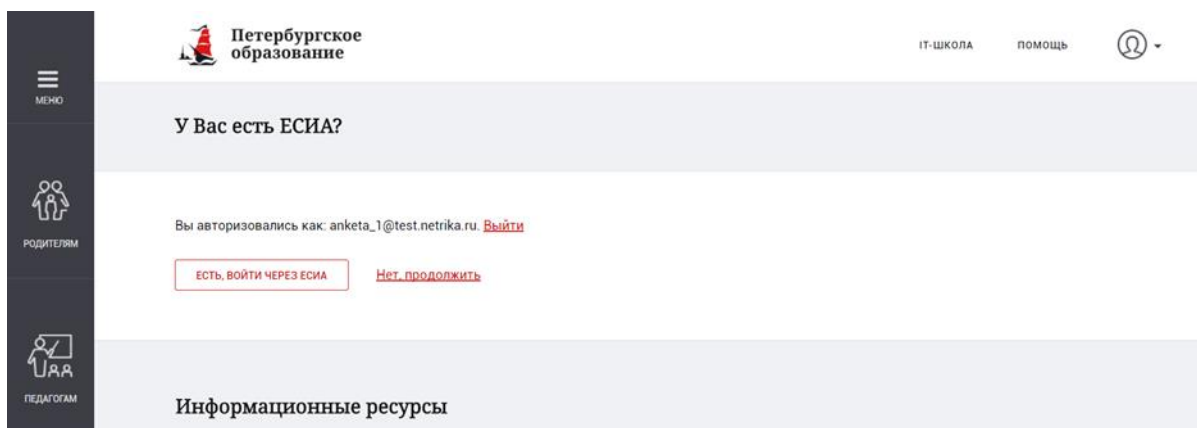 Петербургское
образование
IT-ШКОЛА
ПОМОЩЬ
МЕНЮ
У Вас есть ЕСИА?
РОДИТЕЛЯМ
Вы авторизовались как: anketa_1@test.netrika.ru. Выйти
ЕСТЬ, ВОЙТИ ЧЕРЕЗ ЕСИА
Нет, продолжить
ПЕДАГОГАМ
Информационные ресурсы